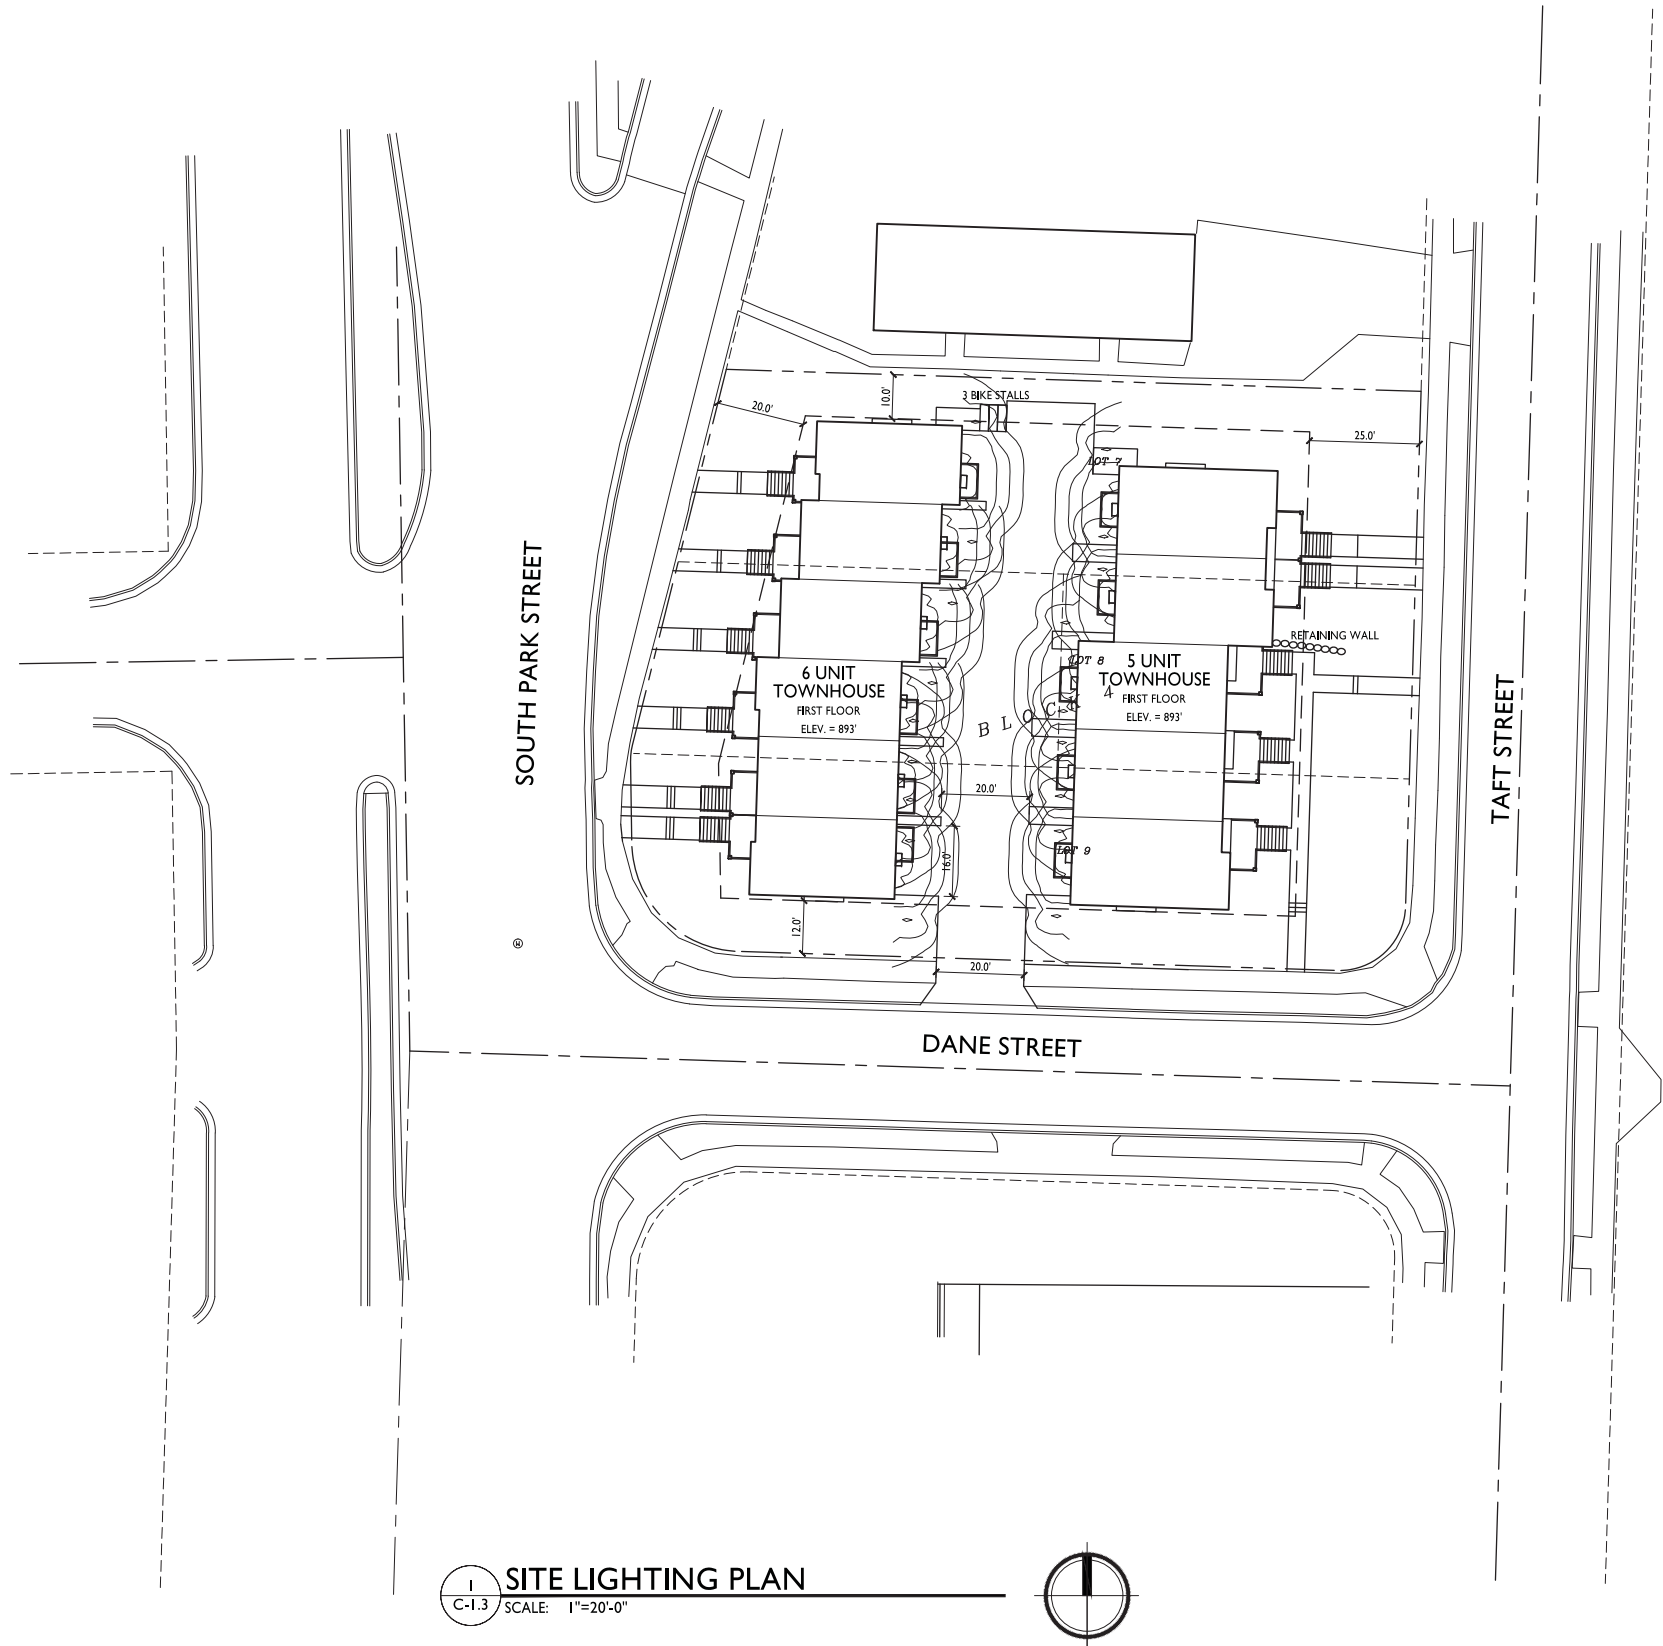 3 BIKE STALLS
10.0'
20.0'
25.0'
LOT 7
SOUTH PARK STREET
RETAINING WALL
6 UNIT
TOWNHOUSE
FIRST FLOOR
ELEV. = 893'
LOT 8
5 UNIT
TOWNHOUSE
FIRST FLOOR
ELEV. = 893'
BLOCK 4
TAFT STREET
20.0'
16.0'
LOT 9
12.0'
20.0'
DANE STREET
1
C-1.3
SITE LIGHTING PLAN
SCALE: 1"=20'-0"